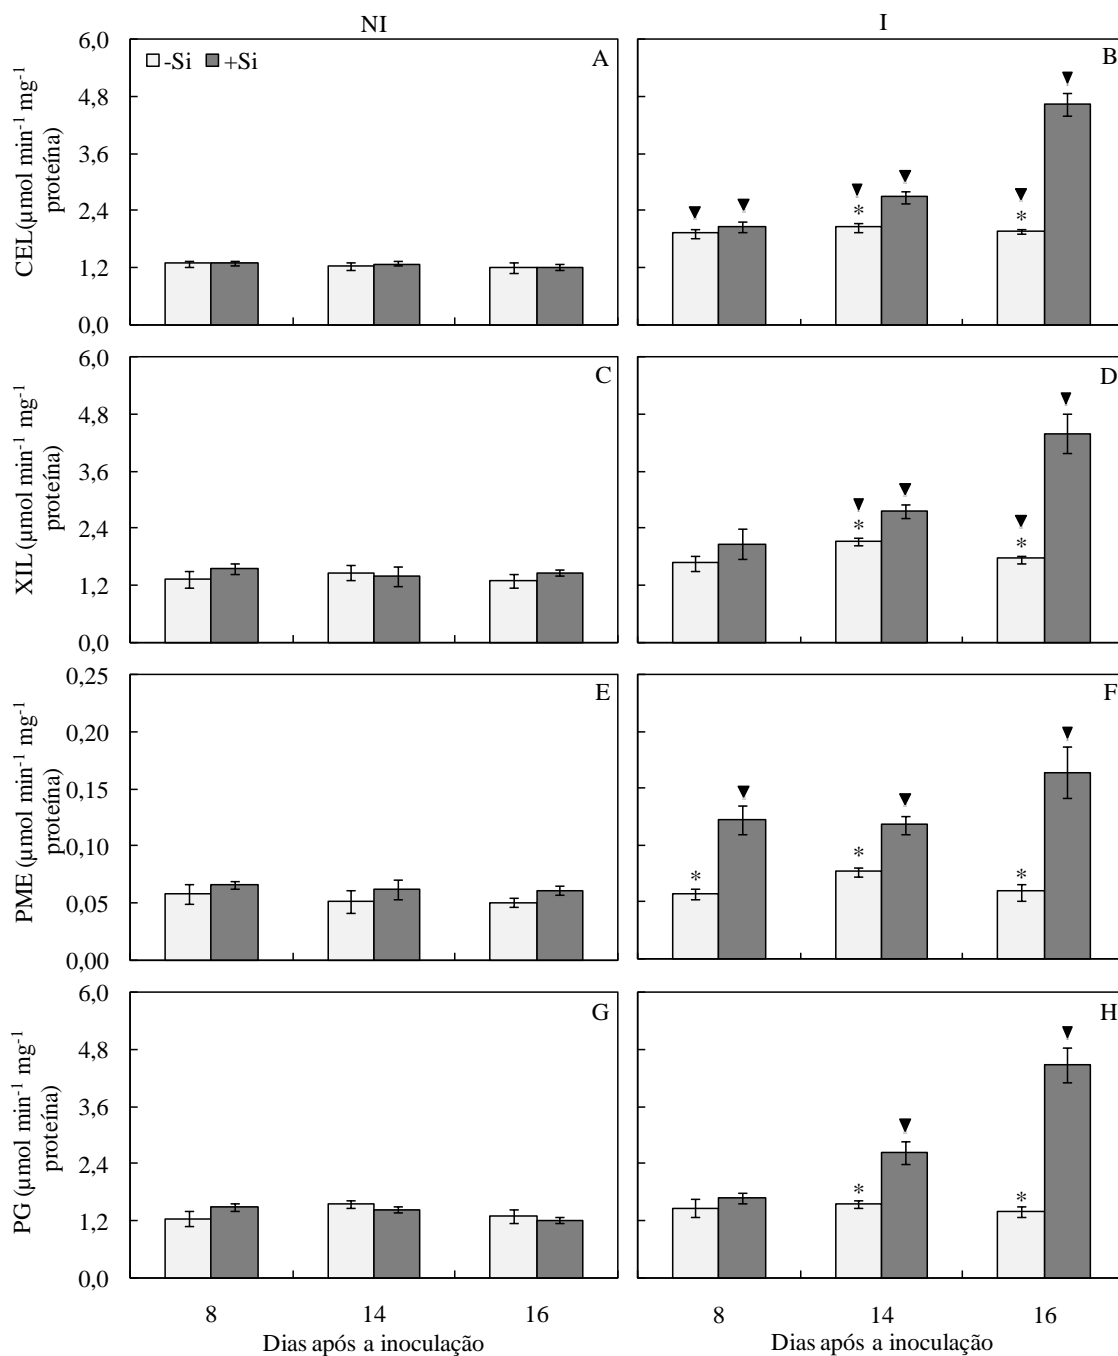 NI
I
6,0
4,8
3,6
2,4
1,2
0,0
CEL (µmol min⁻¹ mg⁻¹
proteína)
-Si +Si
A
B
* *
6,0
4,8
3,6
2,4
1,2
0,0
XIL (µmol min⁻¹ mg⁻¹
proteína)
C
D
* *
0,25
0,20
0,15
0,10
0,05
0,00
PME (µmol min⁻¹ mg⁻¹
proteína)
E
F
* * *
6,0
4,8
3,6
2,4
1,2
0,0
PG (µmol min⁻¹ mg⁻¹
proteína)
G
H
* *
8 14 16
8 14 16
Dias após a inoculação
Dias após a inoculação